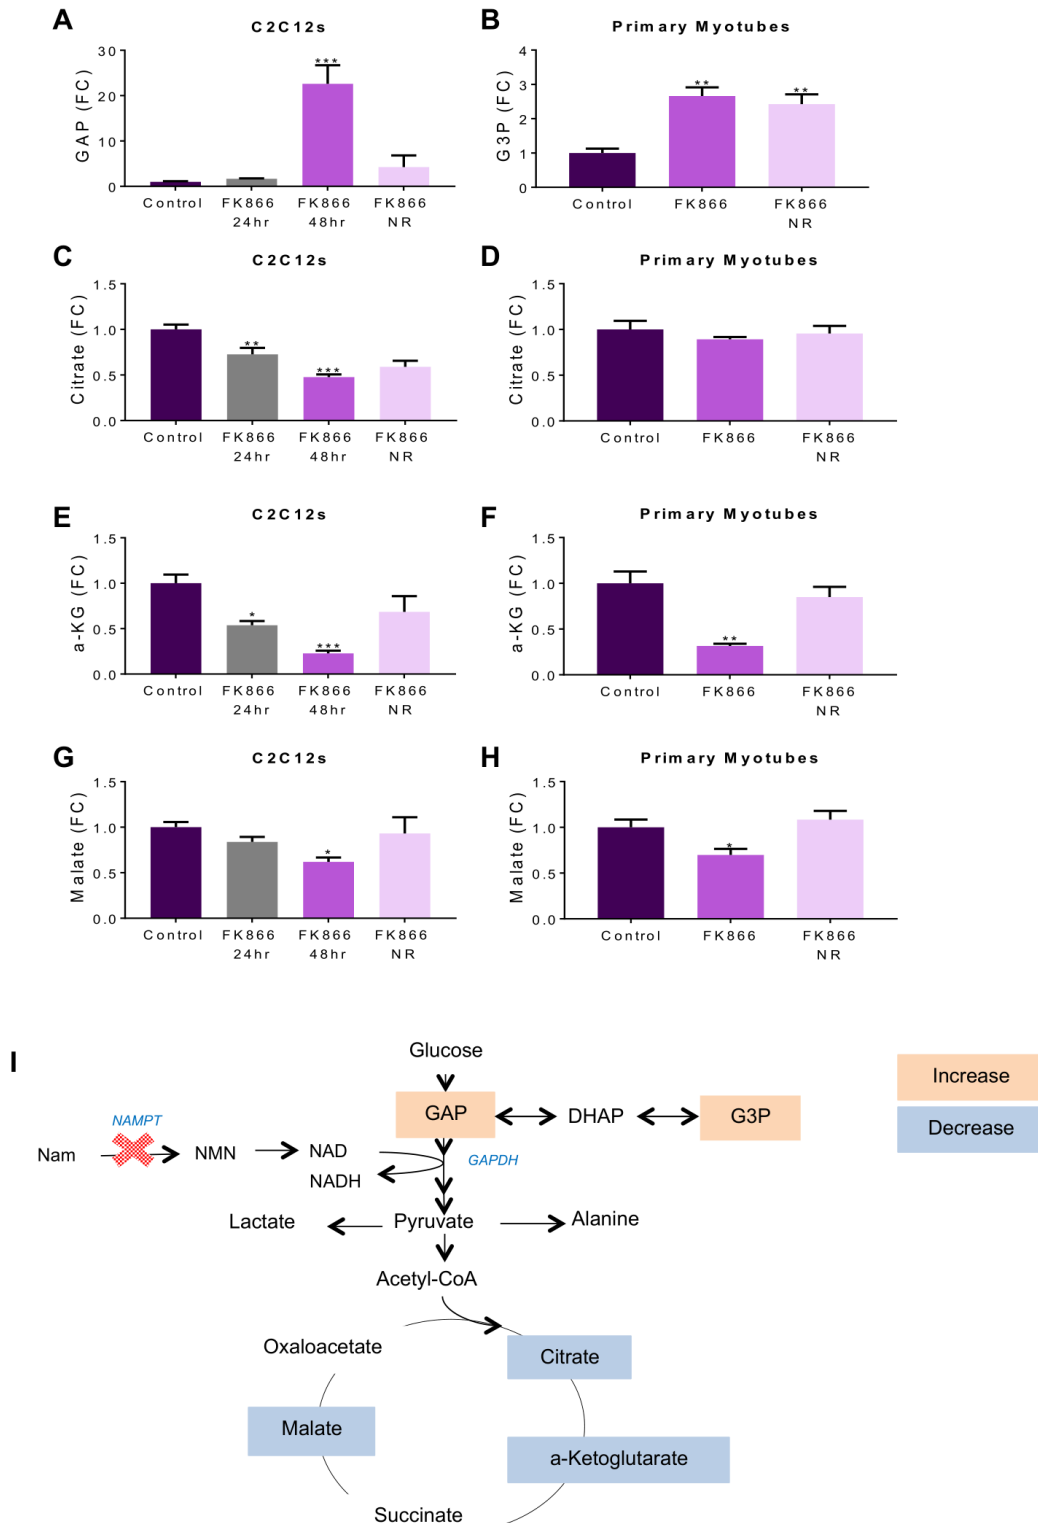 A
C2C12s
GAP (FC)
30
20
10
0
***
Control
FK866
24hr
FK866
48hr
FK866
NR
B
Primary Myotubes
G3P (FC)
4
3
2
1
0
**
**
Control
FK866
FK866
NR
C
C2C12s
Citrate (FC)
1.5
1.0
0.5
0.0
**
***
Control
FK866
24hr
FK866
48hr
FK866
NR
D
Primary Myotubes
Citrate (FC)
1.5
1.0
0.5
0.0
Control
FK866
FK866
NR
E
C2C12s
a-KG (FC)
1.5
1.0
0.5
0.0
*
***
Control
FK866
24hr
FK866
48hr
FK866
NR
F
Primary Myotubes
a-KG (FC)
1.5
1.0
0.5
0.0
**
Control
FK866
FK866
NR
G
C2C12s
Malate (FC)
1.5
1.0
0.5
0.0
*
Control
FK866
24hr
FK866
48hr
FK866
NR
H
Primary Myotubes
Malate (FC)
1.5
1.0
0.5
0.0
*
Control
FK866
FK866
NR
I
Glucose
Increase
Decrease
GAP
DHAP
G3P
NAMPT
Nam
NMN
NAD
NADH
GAPDH
Lactate
Pyruvate
Alanine
Acetyl-CoA
Oxaloacetate
Citrate
Malate
a-Ketoglutarate
Succinate